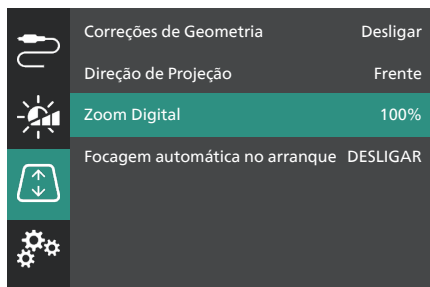 Correções de Geometria Desligar
Direção de Projeção Frente
Zoom Digital 100%
Focagem automática no arranque DESLIGAR